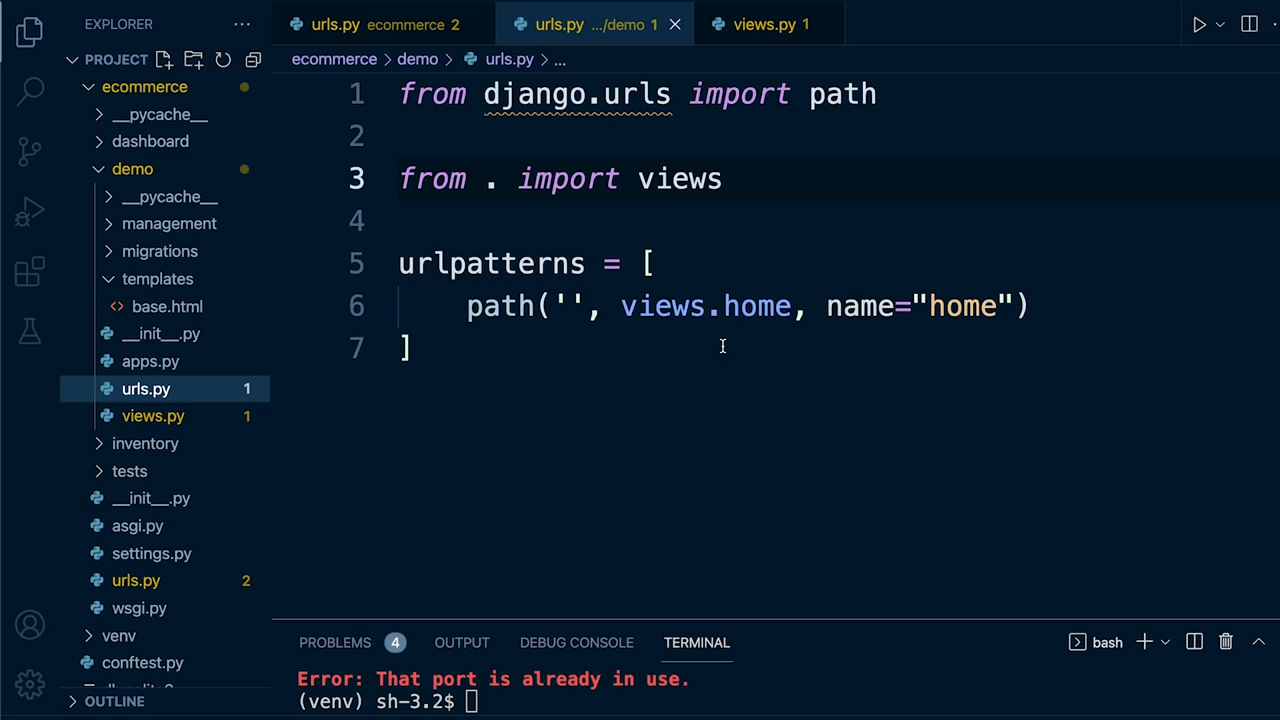 EXPLORER
PROJECT
ecommerce
__pycache__
dashboard
demo
__pycache__
management
migrations
templates
base.html
__init__.py
apps.py
urls.py 1
views.py 1
inventory
tests
__init__.py
asgi.py
settings.py
urls.py 2
wsgi.py
venv
conftest.py
OUTLINE
urls.py ecommerce 2
urls.py .../demo 1
views.py 1
ecommerce > demo > urls.py > ...
1 from django.urls import path
2
3 from . import views
4
5 urlpatterns = [
6 path('', views.home, name="home")
7 ]
PROBLEMS 4 OUTPUT DEBUG CONSOLE TERMINAL bash
Error: That port is already in use.
(venv) sh-3.2$